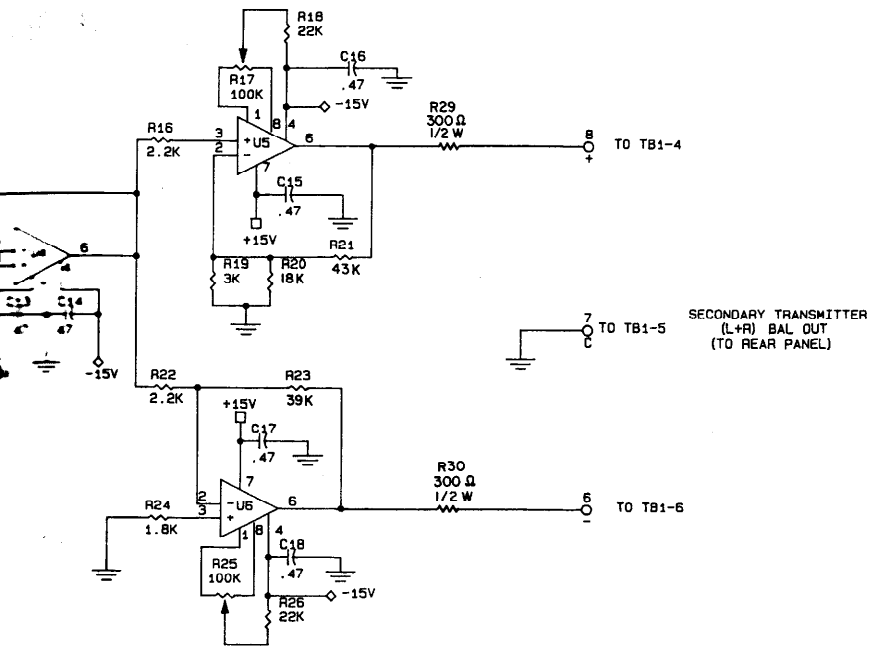 R18
22K
C16
.47
R17
100K
-15V
1
8
4
R29
300 Ω
1/2 W
R16
2.2K
3
2
+
-
U5
6
7
8
+
TO TB1-4
C15
.47
+15V
R21
43K
R19
3K
R20
18K
6
C14
47
-15V
7
C
TO TB1-5
SECONDARY TRANSMITTER
(L+R) BAL OUT
(TO REAR PANEL)
R22
2.2K
R23
39K
+15V
C17
.47
7
R30
300 Ω
1/2 W
R24
1.8K
2
3
-
+
U6
6
6
-
TO TB1-6
1
8
4
C18
.47
R25
100K
-15V
R26
22K